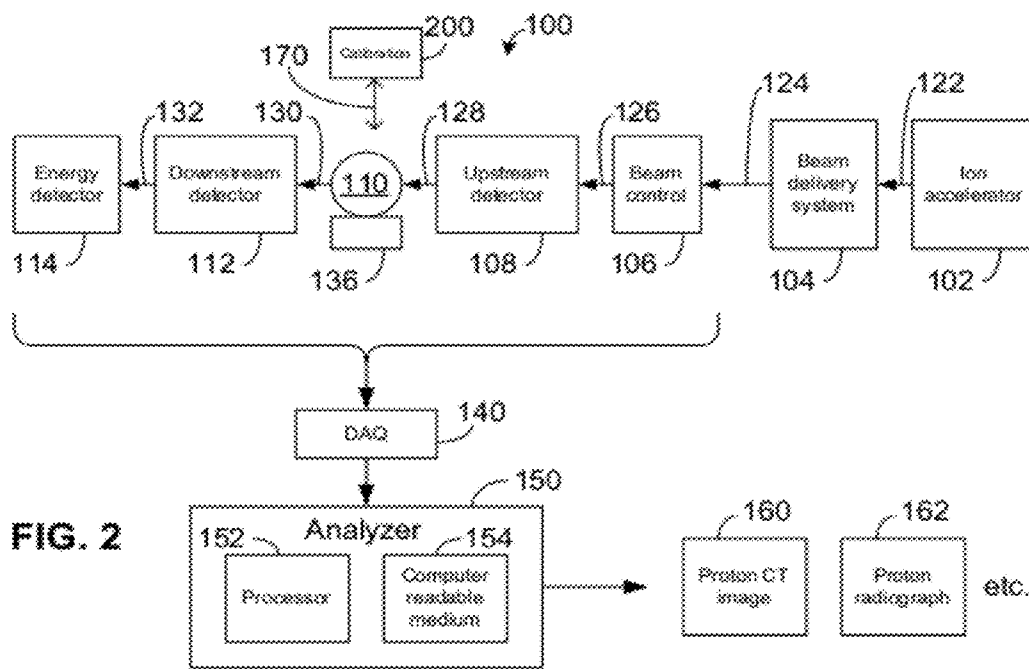 200
100
170
Calibration
132
130
128
126
124
122
Energy
detector
Downstream
detector
110
Upstream
detector
Beam
control
Beam
delivery
system
Ion
accelerator
114
112
136
108
106
104
102
DAQ
140
150
FIG. 2
Analyzer
152
154
Processor
Computer
readable
medium
160
162
Proton CT
image
Proton
radiograph
etc.